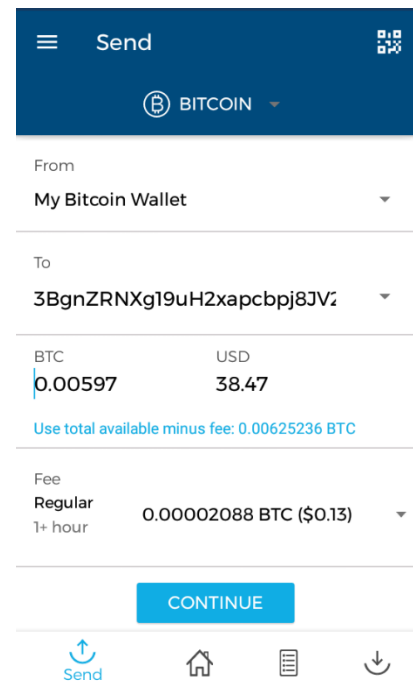 Send
BITCOIN
From
My Bitcoin Wallet
To
3BgnZRNXg19uH2xapcbpj8JV2
BTC USD
0.00597 38.47
Use total available minus fee: 0.00625236 BTC
Fee
Regular
1+ hour
0.00002088 BTC ($0.13)
CONTINUE
Send